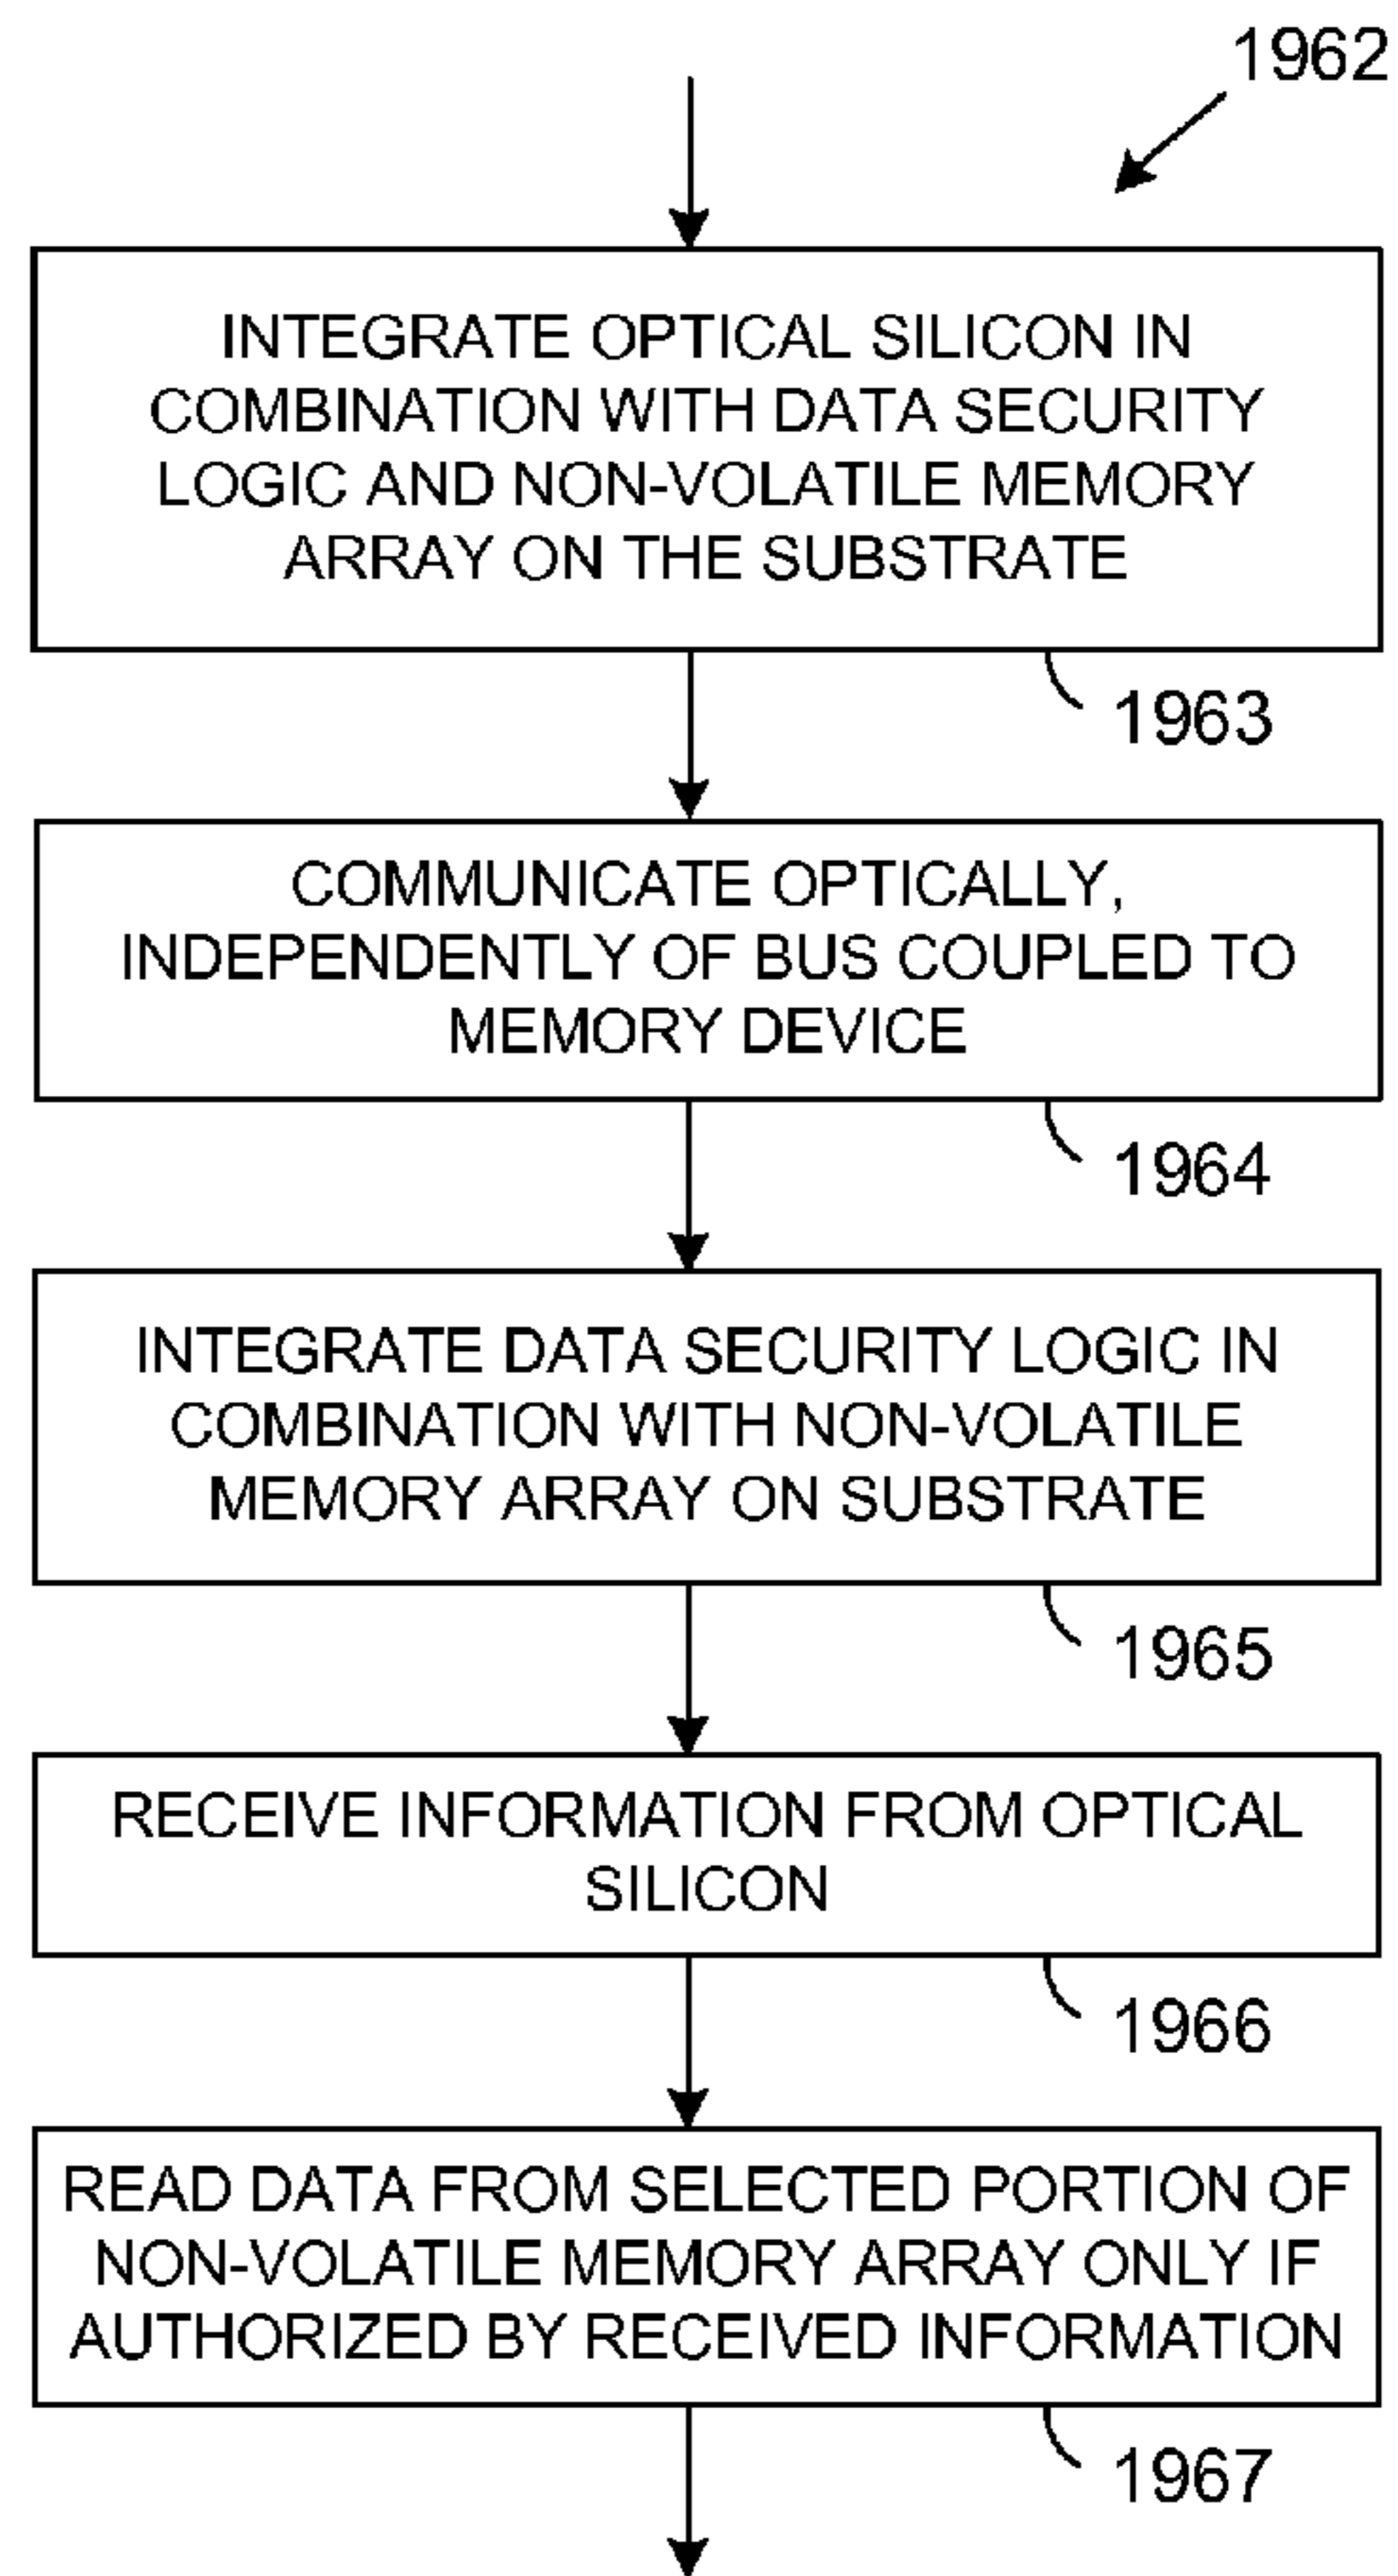 1962
INTEGRATE OPTICAL SILICON IN
COMBINATION WITH DATA SECURITY
LOGIC AND NON-VOLATILE MEMORY
ARRAY ON THE SUBSTRATE
1963
COMMUNICATE OPTICALLY,
INDEPENDENTLY OF BUS COUPLED TO
MEMORY DEVICE
1964
INTEGRATE DATA SECURITY LOGIC IN
COMBINATION WITH NON-VOLATILE
MEMORY ARRAY ON SUBSTRATE
1965
RECEIVE INFORMATION FROM OPTICAL
SILICON
1966
READ DATA FROM SELECTED PORTION OF
NON-VOLATILE MEMORY ARRAY ONLY IF
AUTHORIZED BY RECEIVED INFORMATION
1967